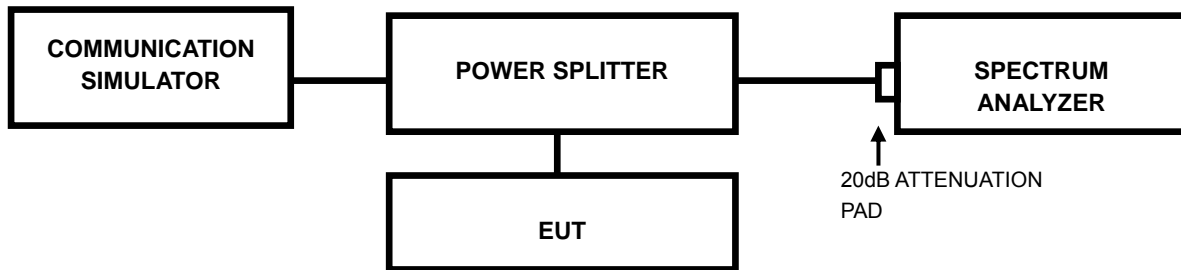 COMMUNICATION
SIMULATOR
POWER SPLITTER
SPECTRUM
ANALYZER
20dB ATTENUATION
PAD
EUT